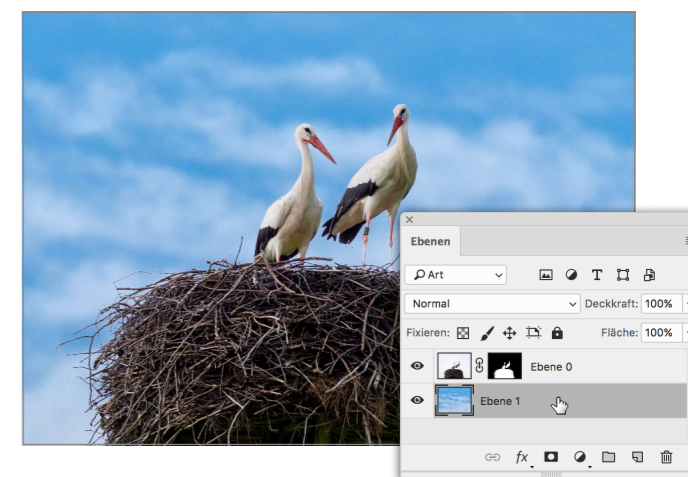 Ebenen
Art
T
Normal
Deckkraft: 100%
Fixieren:
Fläche: 100%
Ebene 0
Ebene 1
fx